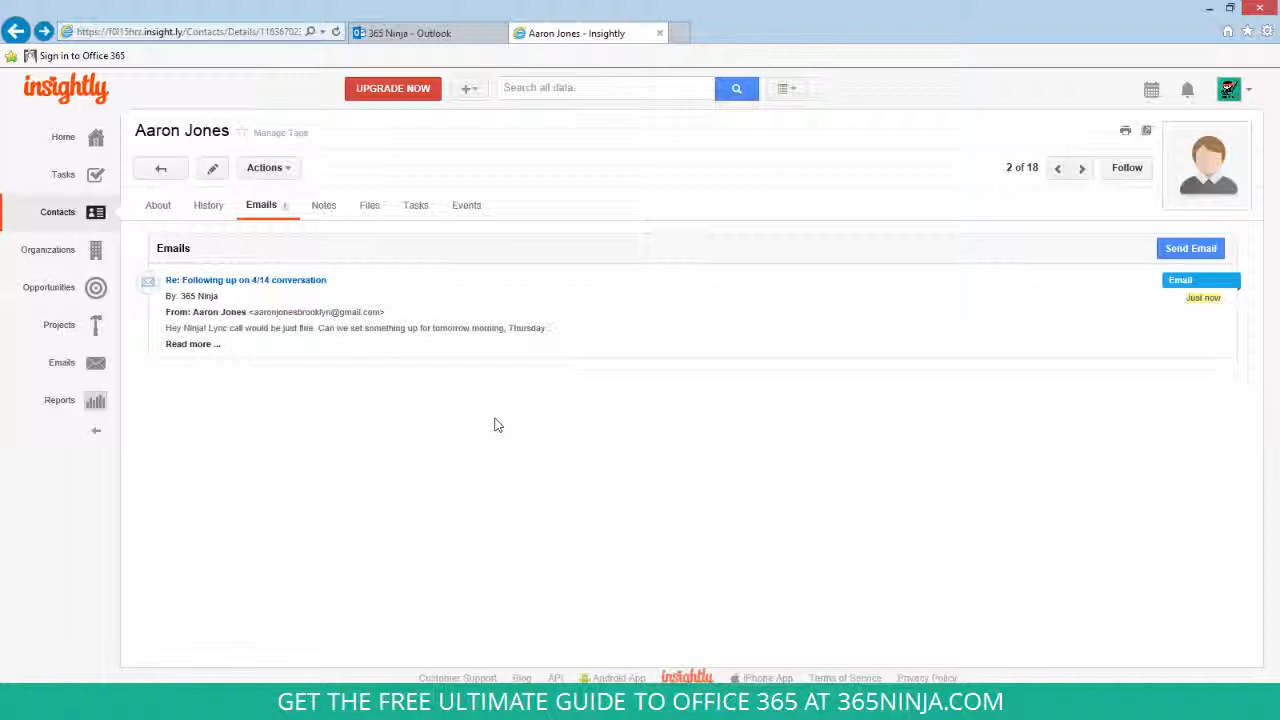 https://f0l15hrz.insight.ly/Contacts/Details/11636702
365 Ninja - Outlook
Aaron Jones - Insightly
Sign in to Office 365
insightly
UPGRADE NOW
Search all data.
Aaron Jones
Manage Tags
Actions
2 of 18
Follow
Home
Tasks
Contacts
Organizations
Opportunities
Projects
Emails
Reports
About
History
Emails 1
Notes
Files
Tasks
Events
Emails
Send Email
Re: Following up on 4/14 conversation
Email
By: 365 Ninja
Just now
From: Aaron Jones <aaronjonesbrooklyn@gmail.com>
Hey Ninja! Lync call would be just fine. Can we set something up for tomorrow morning, Thursday
Read more ...
Customer Support
Blog
API
Android App
insightly
iPhone App
Terms of Service
Privacy Policy
GET THE FREE ULTIMATE GUIDE TO OFFICE 365 AT 365NINJA.COM